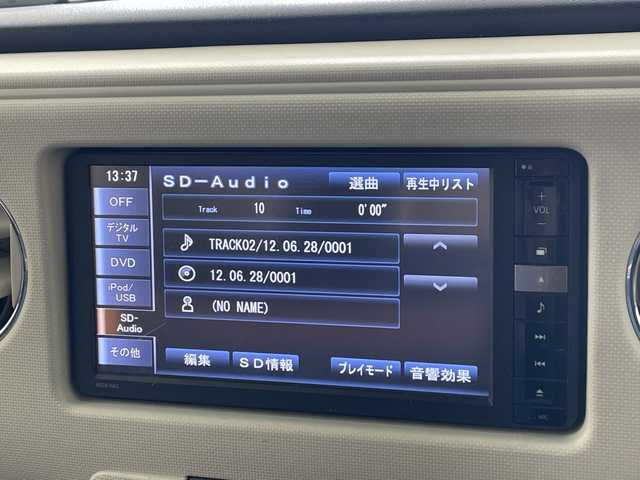 13:37
SD-Audio
選曲
再生中リスト
OFF
Track 10 Time 0'00"
デジタル
TV
TRACK02/12.06.28/0001
DVD
12.06.28/0001
iPod/
USB
(NO NAME)
SD-
Audio
その他
編集
SD情報
プレイモード
音響効果
+
VOL
-